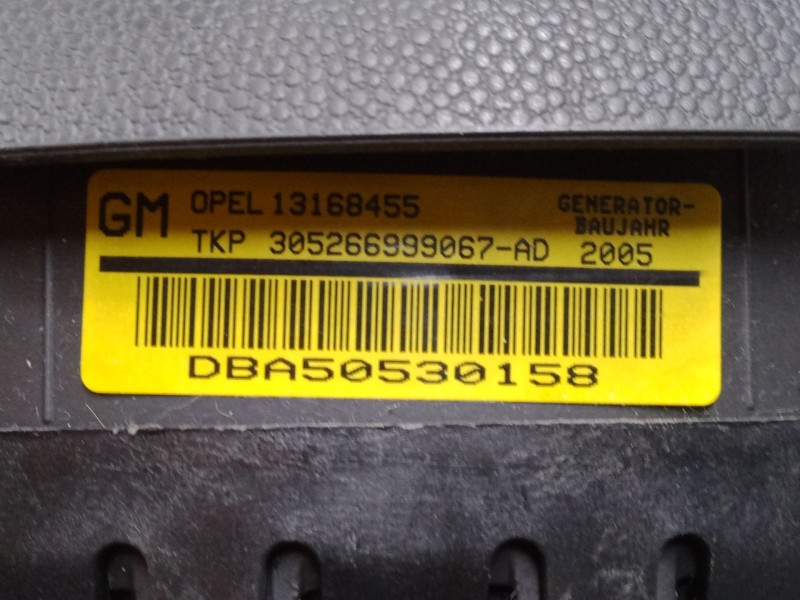 GM OPEL 13168455 GENERATOR-
BAUJAHR
TKP 305266999067-AD 2005
DBA50530158